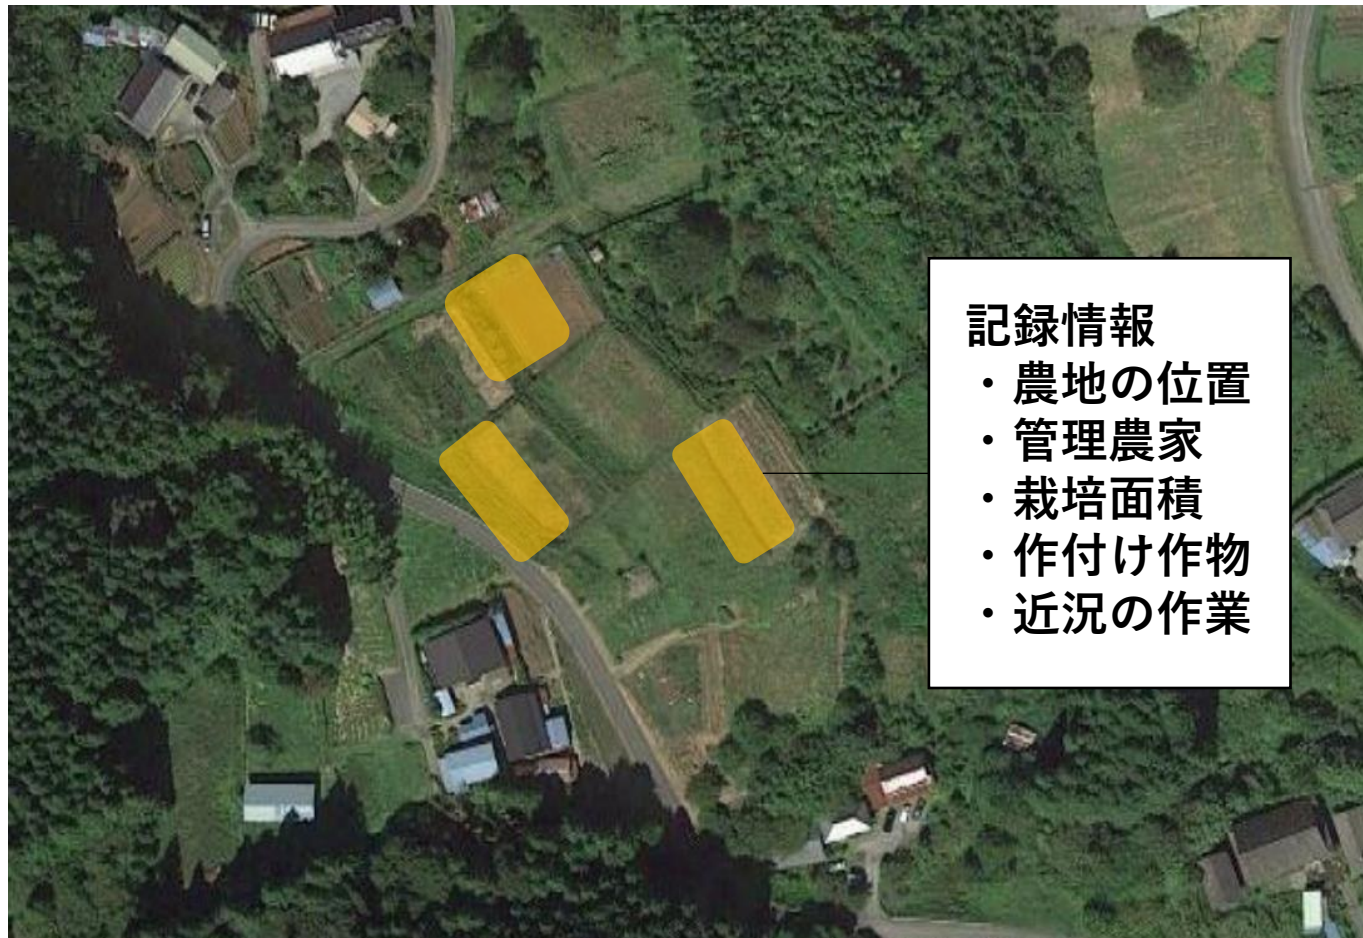 記録情報
・農地の位置
・管理農家
・栽培面積
・作付け作物
・近況の作業